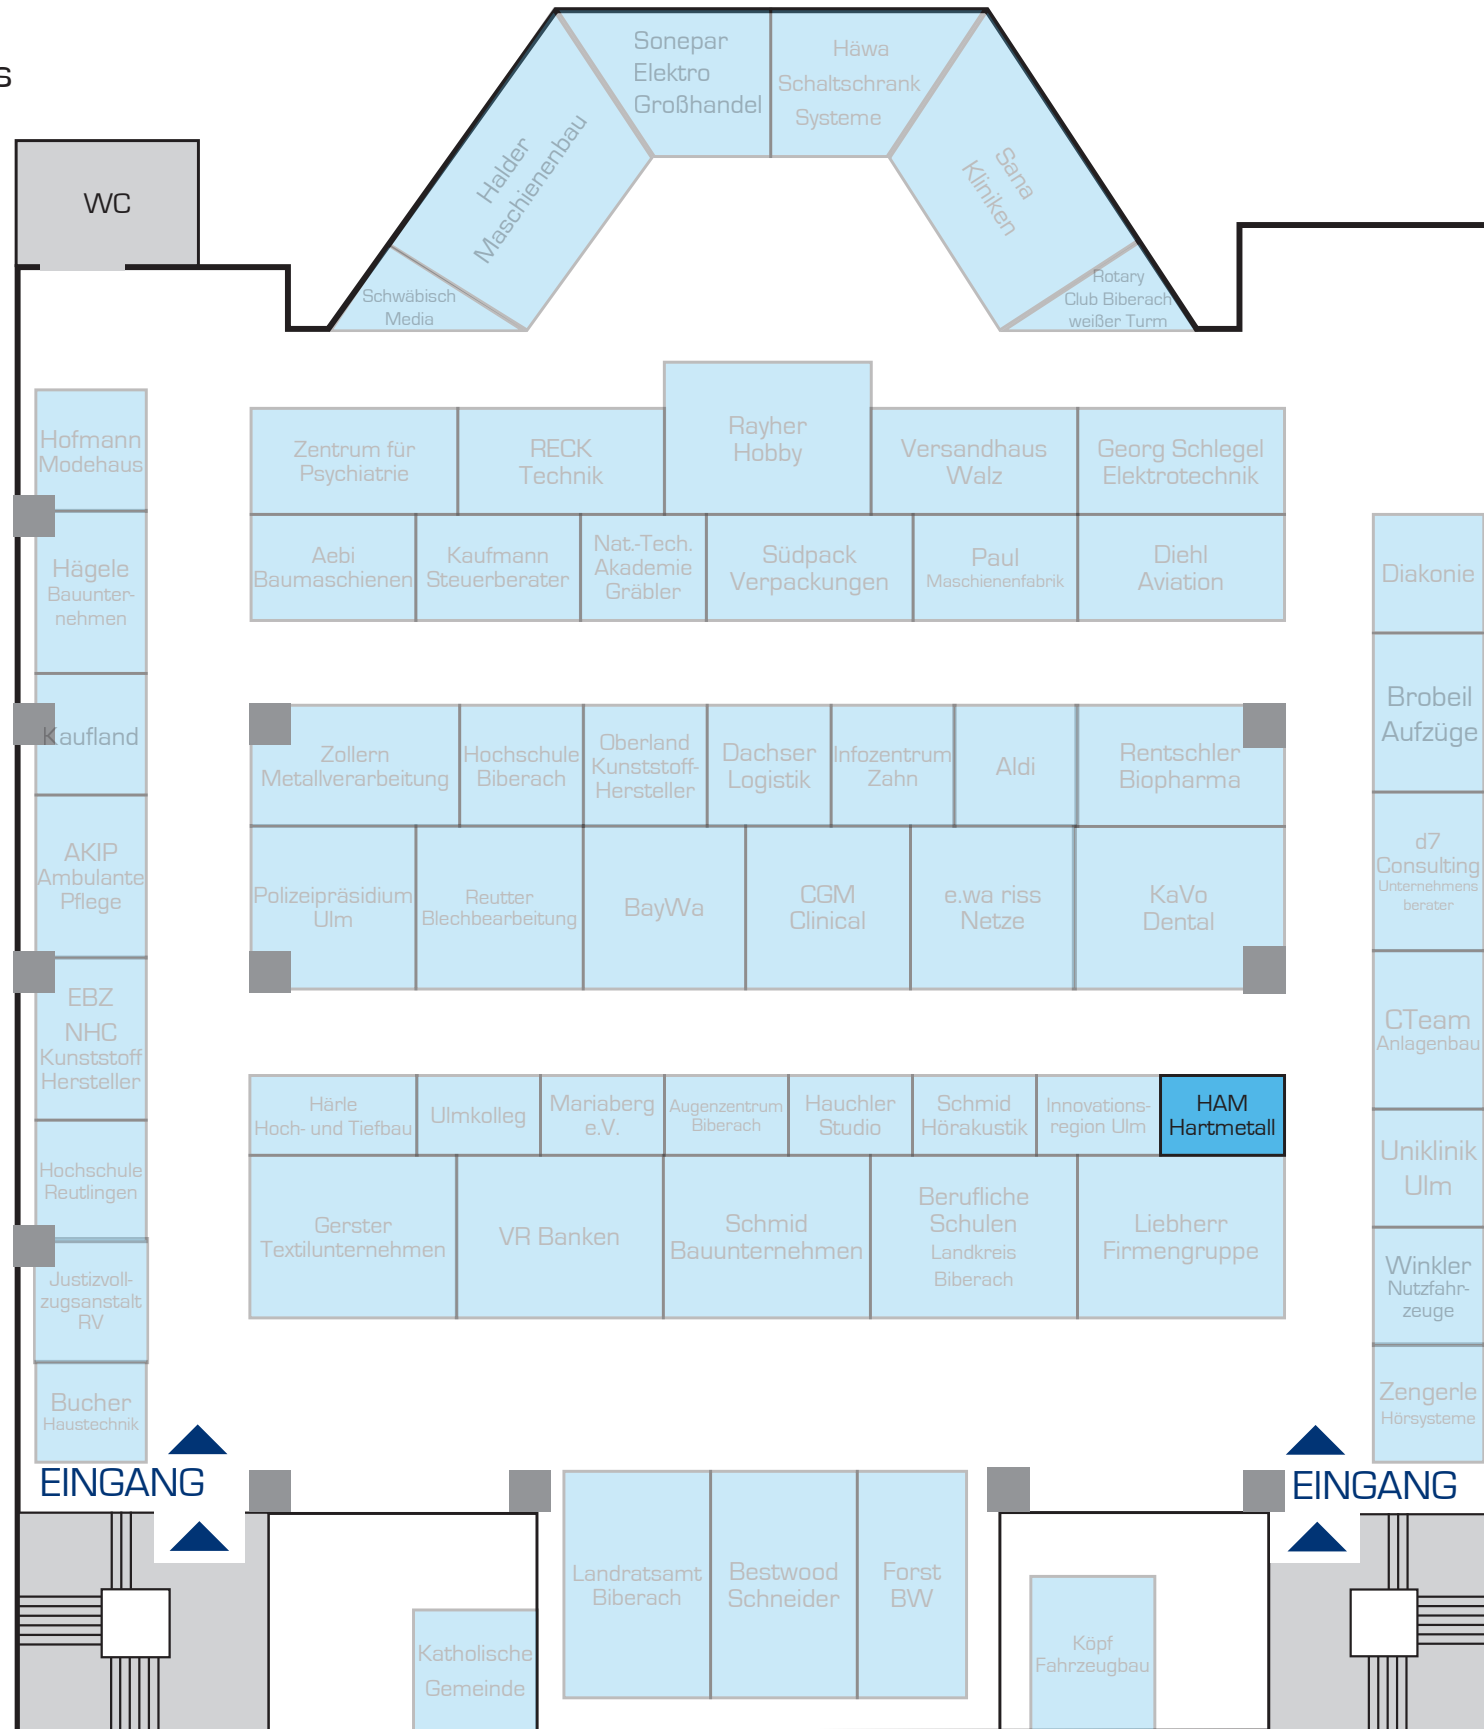 s
Sonepar
Elektro
Großhandel
Häwa
Schaltschrank
Systeme
Halder
Maschienenbau
Sana
Kliniken
WC
Schwäbisch
Media
Rotary
Club Biberach
weißer Turm
Hofmann
Modehaus
Zentrum für
Psychiatrie
RECK
Technik
Rayher
Hobby
Versandhaus
Walz
Georg Schlegel
Elektrotechnik
Hägele
Bauunter-
nehmen
Aebi
Baumaschienen
Kaufmann
Steuerberater
Nat.-Tech.
Akademie
Gräbler
Südpack
Verpackungen
Paul
Maschienenfabrik
Diehl
Aviation
Diakonie
Kaufland
Zollern
Metallverarbeitung
Hochschule
Biberach
Oberland
Kunststoff-
Hersteller
Dachser
Logistik
Infozentrum
Zahn
Aldi
Rentschler
Biopharma
Brobeil
Aufzüge
AKIP
Ambulante
Pflege
Polizeipräsidium
Ulm
Reutter
Blechbearbeitung
BayWa
CGM
Clinical
e.wa riss
Netze
KaVo
Dental
d7
Consulting
Unternehmens
berater
EBZ
NHC
Kunststoff
Hersteller
CTeam
Anlagenbau
Härle
Hoch- und Tiefbau
Ulmkolleg
Mariaberg
e.V.
Augenzentrum
Biberach
Hauchler
Studio
Schmid
Hörakustik
Innovations-
region Ulm
HAM
Hartmetall
Hochschule
Reutlingen
Gerster
Textilunternehmen
VR Banken
Schmid
Bauunternehmen
Berufliche
Schulen
Landkreis
Biberach
Liebherr
Firmengruppe
Uniklinik
Ulm
Justizvoll-
zugsanstalt
RV
Winkler
Nutzfahr-
zeuge
Bucher
Haustechnik
Zengerle
Hörsysteme
EINGANG
EINGANG
Landratsamt
Biberach
Bestwood
Schneider
Forst
BW
Katholische
Gemeinde
Köpf
Fahrzeugbau